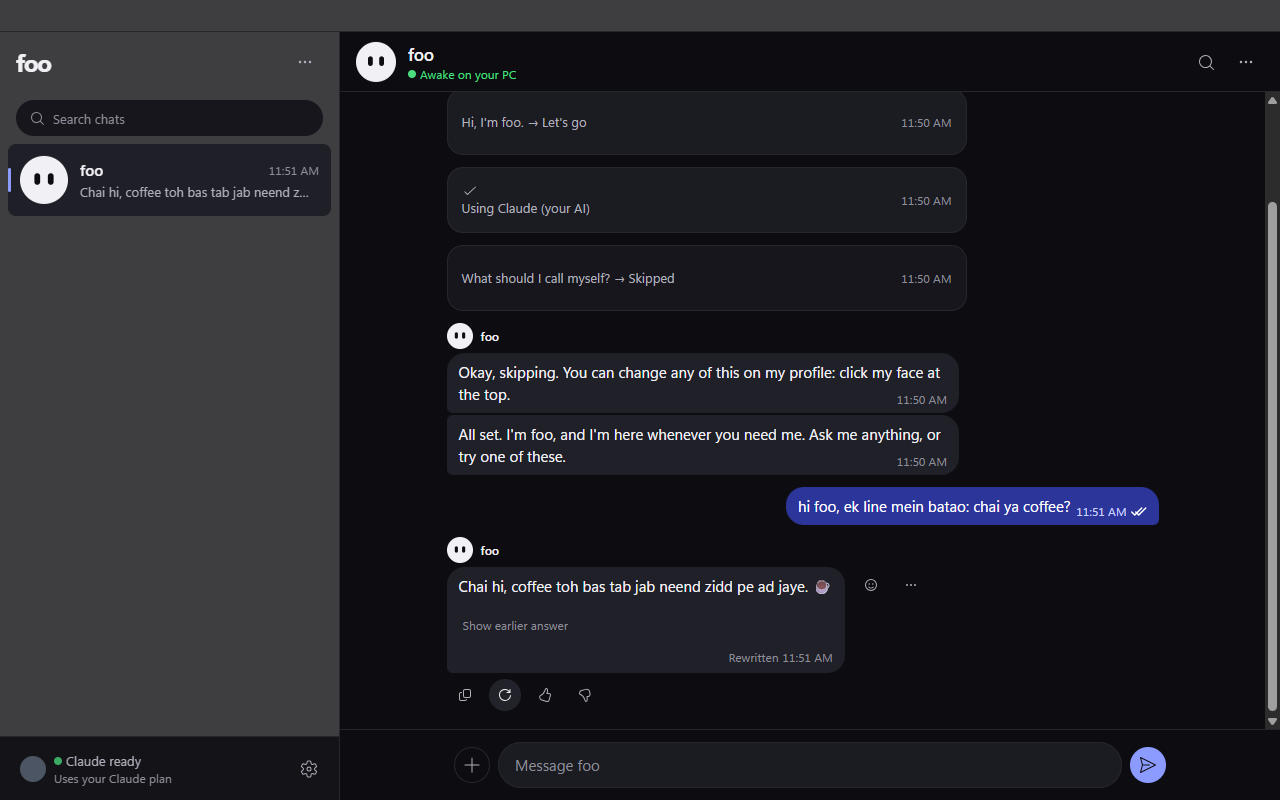 foo
Search chats
foo
11:51 AM
Chai hi, coffee toh bas tab jab neend z...
Claude ready
Uses your Claude plan
foo
Awake on your PC
Hi, I'm foo. → Let's go
11:50 AM
Using Claude (your AI)
11:50 AM
What should I call myself? → Skipped
11:50 AM
foo
Okay, skipping. You can change any of this on my profile: click my face at
the top.
11:50 AM
All set. I'm foo, and I'm here whenever you need me. Ask me anything, or
try one of these.
11:50 AM
hi foo, ek line mein batao: chai ya coffee?
11:51 AM
foo
Chai hi, coffee toh bas tab jab neend zidd pe ad jaye.
Show earlier answer
Rewritten 11:51 AM
Message foo